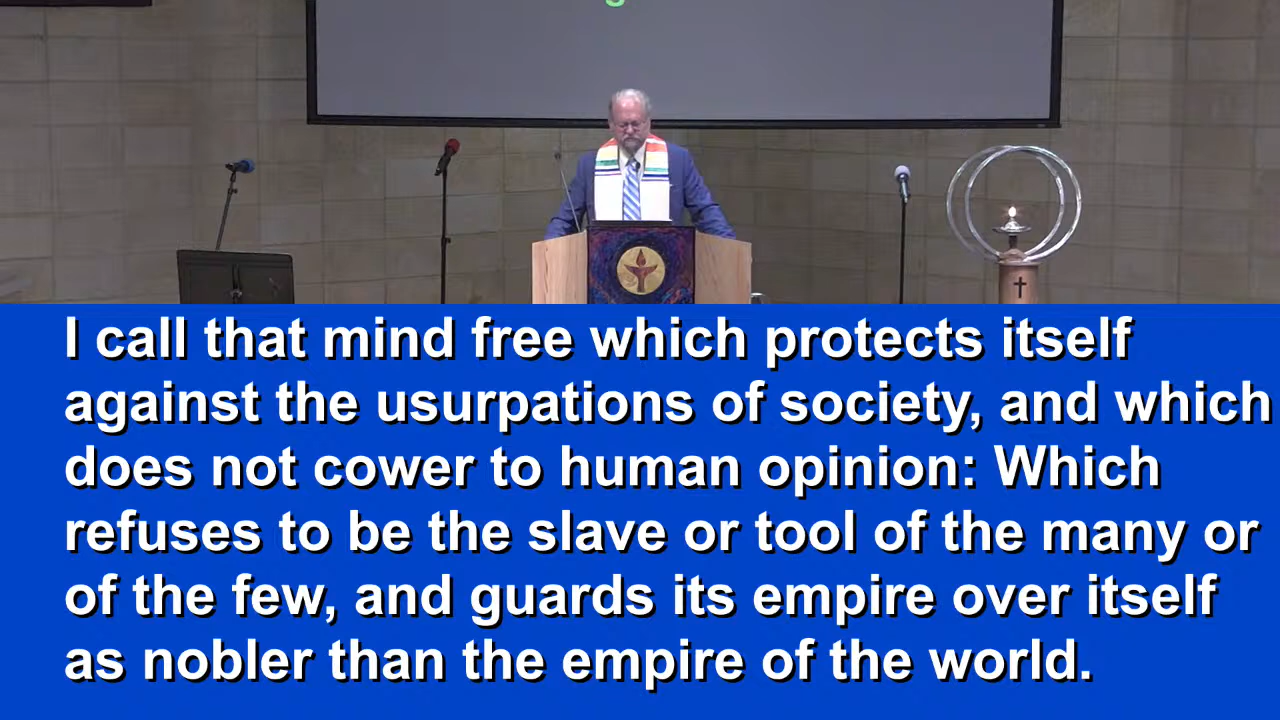 I call that mind free which protects itself
against the usurpations of society, and which
does not cower to human opinion: Which
refuses to be the slave or tool of the many or
of the few, and guards its empire over itself
as nobler than the empire of the world.